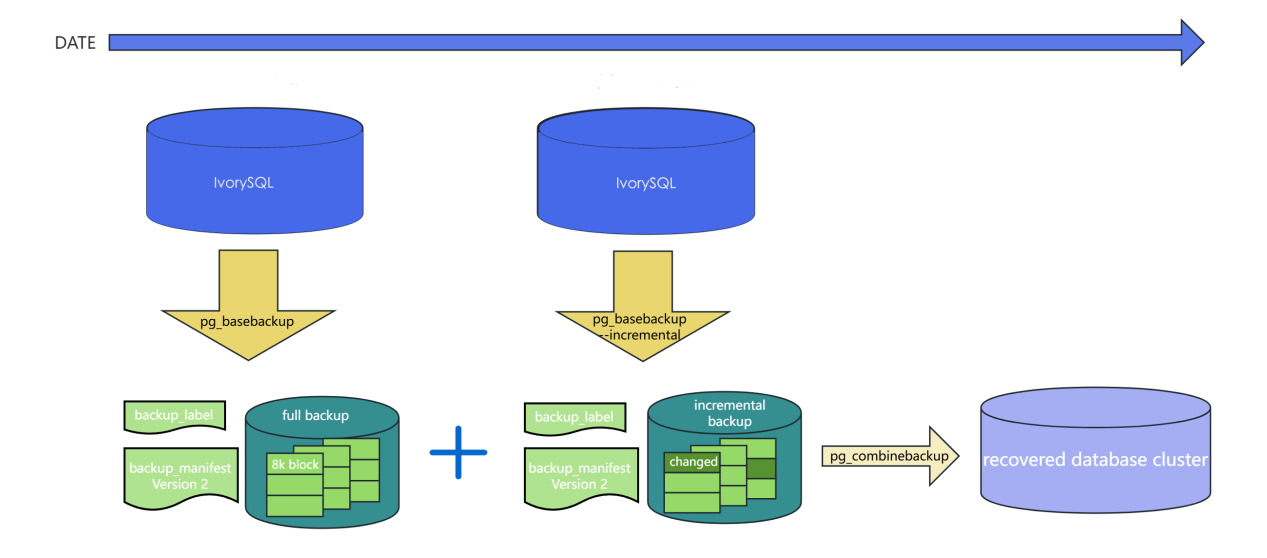 DATE
IvorySQL
IvorySQL
pg_basebackup
pg_basebackup
--incremental
backup_label
full backup
backup_manifest
Version 2
8k block
backup_label
incremental
backup
backup_manifest
Version 2
changed
pg_combinebackup
recovered database cluster